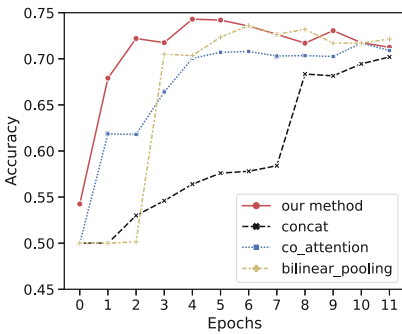 0.75
0.70
0.65
0.60
0.55
0.50
0.45
Accuracy
our method
concat
co_attention
bilinear_pooling
0 1 2 3 4 5 6 7 8 9 10 11
Epochs